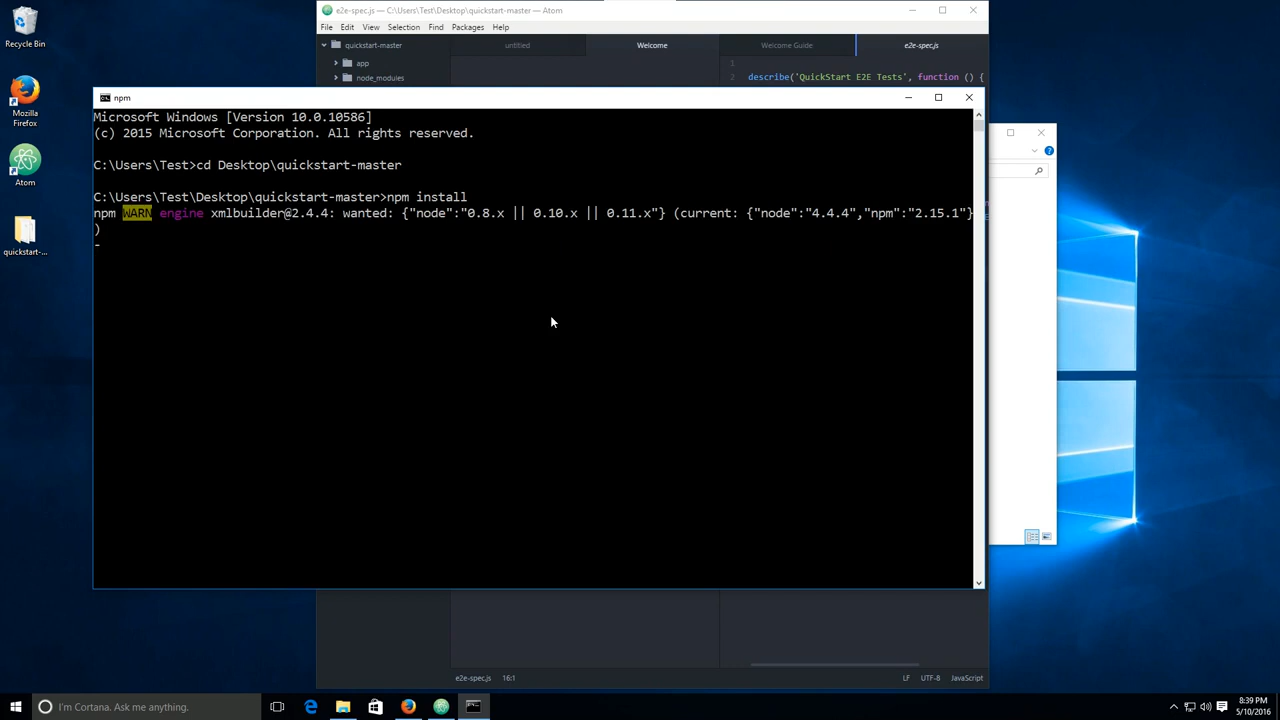 Recycle Bin
Mozilla
Firefox
Atom
quickstart-...
e2e-spec.js — C:\Users\Test\Desktop\quickstart-master — Atom
File Edit View Selection Find Packages Help
quickstart-master
app
node_modules
untitled Welcome Welcome Guide e2e-spec.js
1
2 describe('QuickStart E2E Tests', function () {
npm
Microsoft Windows [Version 10.0.10586]
(c) 2015 Microsoft Corporation. All rights reserved.
C:\Users\Test>cd Desktop\quickstart-master
C:\Users\Test\Desktop\quickstart-master>npm install
npm WARN engine xmlbuilder@2.4.4: wanted: {"node":"0.8.x || 0.10.x || 0.11.x"} (current: {"node":"4.4.4","npm":"2.15.1"}
)
-
e2e-spec.js 16:1 LF UTF-8 JavaScript
I'm Cortana. Ask me anything.
8:39 PM
5/10/2016